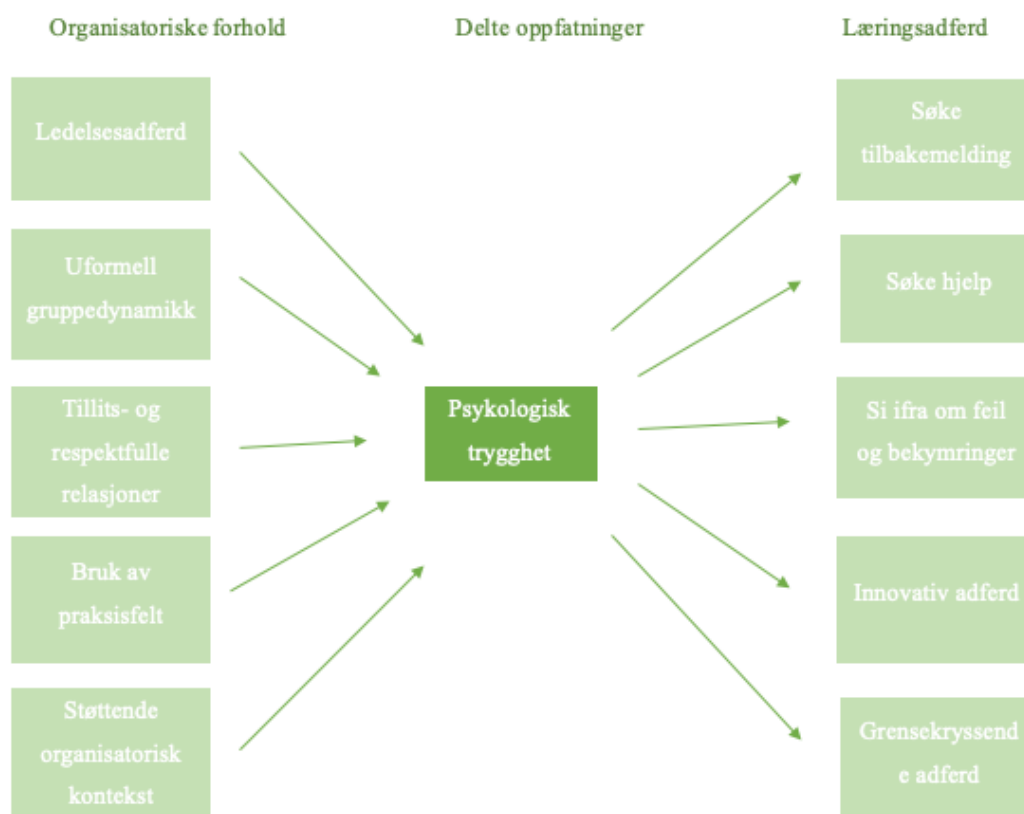 Organisatoriske forhold
Delte oppfatninger
Læringsadferd
Ledelsesadferd
Uformell
gruppedynamikk
Tillits- og
respektfulle
relasjoner
Bruk av
praksisfelt
Støttende
organisatorisk
kontekst
Psykologisk
trygghet
Søke
tilbakemelding
Søke hjelp
Si ifra om feil
og bekymringer
Innovativ adferd
Grensekryssend
e adferd